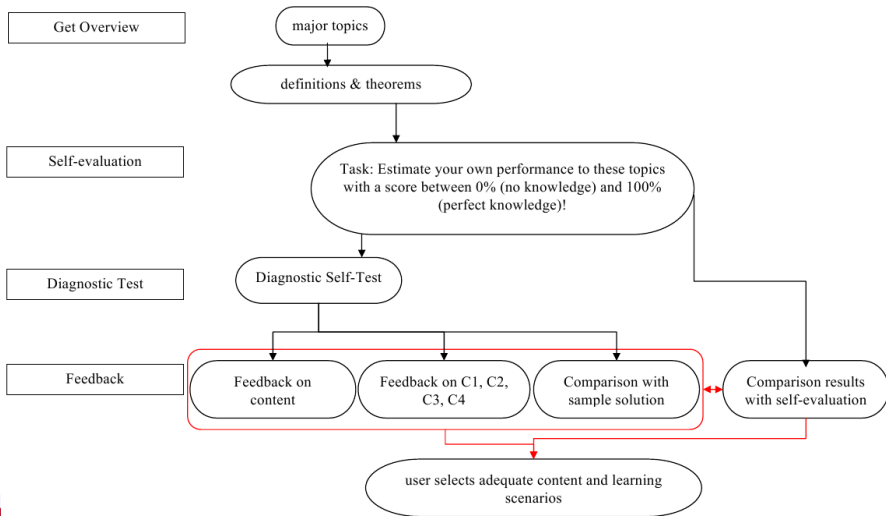 Get Overview
major topics
definitions & theorems
Self-evaluation
Task: Estimate your own performance to these topics
with a score between 0% (no knowledge) and 100%
(perfect knowledge)!
Diagnostic Test
Diagnostic Self-Test
Feedback
Feedback on
content
Feedback on C1, C2,
C3, C4
Comparison with
sample solution
Comparison results
with self-evaluation
user selects adequate content and learning
scenarios